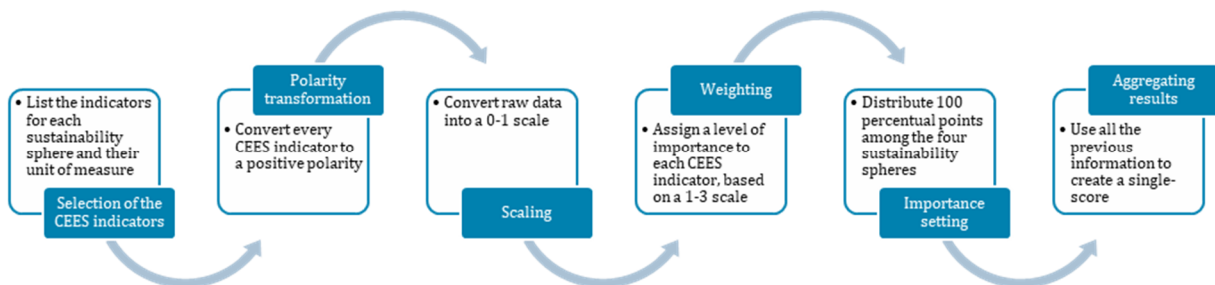 • List the indicators
for each
sustainability
sphere and their
unit of measure
Selection of the
CEES indicators
Polarity
transformation
• Convert every
CEES indicator to
a positive polarity
• Convert raw data
into a 0-1 scale
Scaling
Weighting
• Assign a level of
importance to
each CEES
indicator, based
on a 1-3 scale
• Distribute 100
percentual points
among the four
sustainability
spheres
Importance
setting
Aggregating
results
• Use all the
previous
information to
create a single-
score